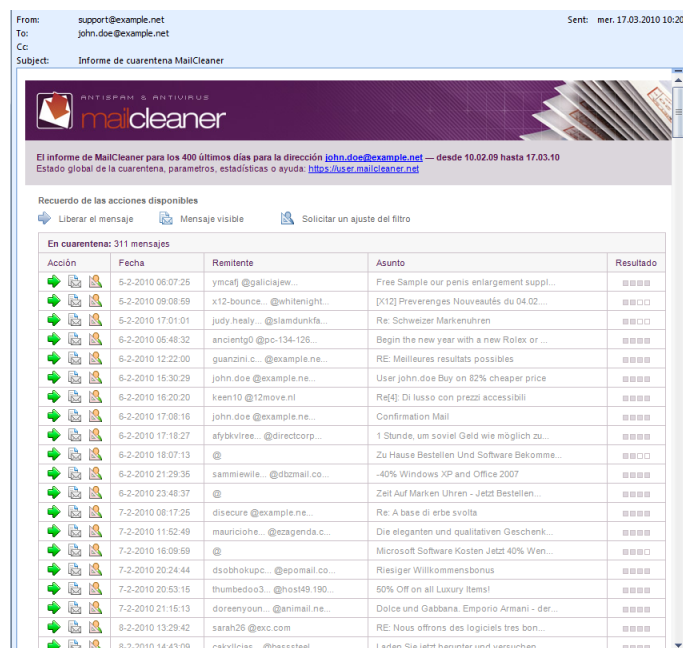 From: support@example.net Sent: mer. 17.03.2010 10:20
To: john.doe@example.net
Cc:
Subject: Informe de cuarentena MailCleaner
ANTISPAM & ANTIVIRUS
mailcleaner
El informe de MailCleaner para los 400 últimos días para la dirección john.doe@example.net — desde 10.02.09 hasta 17.03.10
Estado global de la cuarentena, parametros, estadísticas o ayuda: https://user.mailcleaner.net
Recuerdo de las acciones disponibles
Liberar el mensaje Mensaje visible Solicitar un ajuste del filtro
En cuarentena: 311 mensajes
Acción Fecha Remitente Asunto Resultado
5-2-2010 06:07:25 ymcafj @galiciajew... Free Sample our penis enlargement suppl...
5-2-2010 09:08:59 x12-bounce... @whitenight... [X12] Preverenges Nouveautés du 04.02....
5-2-2010 17:01:01 judy.healy... @slamdunkfa... Re: Schweizer Markenuhren
6-2-2010 05:48:32 ancientg0 @pc-134-126... Begin the new year with a new Rolex or ...
6-2-2010 12:22:00 guanzini.c... @example.ne... RE: Meilleures resultats possibles
6-2-2010 15:30:29 john.doe @example.ne... User john.doe Buy on 82% cheaper price
6-2-2010 16:20:20 keen10 @12move.nl Re[4]: Di lusso con prezzi accessibili
6-2-2010 17:08:16 john.doe @example.ne... Confirmation Mail
6-2-2010 17:18:27 afybkvlree... @directcorp... 1 Stunde, um soviel Geld wie möglich zu...
6-2-2010 18:07:13 @ Zu Hause Bestellen Und Software Bekomme...
6-2-2010 21:29:36 sammiewile... @dbzmail.co... -40% Windows XP and Office 2007
6-2-2010 23:48:37 @ Zeit Auf Marken Uhren - Jetzt Bestellen...
7-2-2010 08:17:25 disecure @example.ne... Re: A base di erbe svolta
7-2-2010 11:52:49 mauriciohe... @ezagenda.c... Die eleganten und qualitativen Geschenk...
7-2-2010 16:09:59 @ Microsoft Software Kosten Jetzt 40% Wen...
7-2-2010 20:24:44 dsobhokupc... @epomail.co... Riesiger Willkommensbonus
7-2-2010 20:53:15 thumbedoo3... @host49.190... 50% Off on all Luxury Items!
7-2-2010 21:15:13 doreenyoun... @animail.ne... Dolce und Gabbana. Emporio Armani - der...
8-2-2010 13:29:42 sarah26 @exc.com RE: Nous offrons des logiciels tres bon...
8-2-2010 14:43:09 Laden Sie jetzt herunter und versuchen